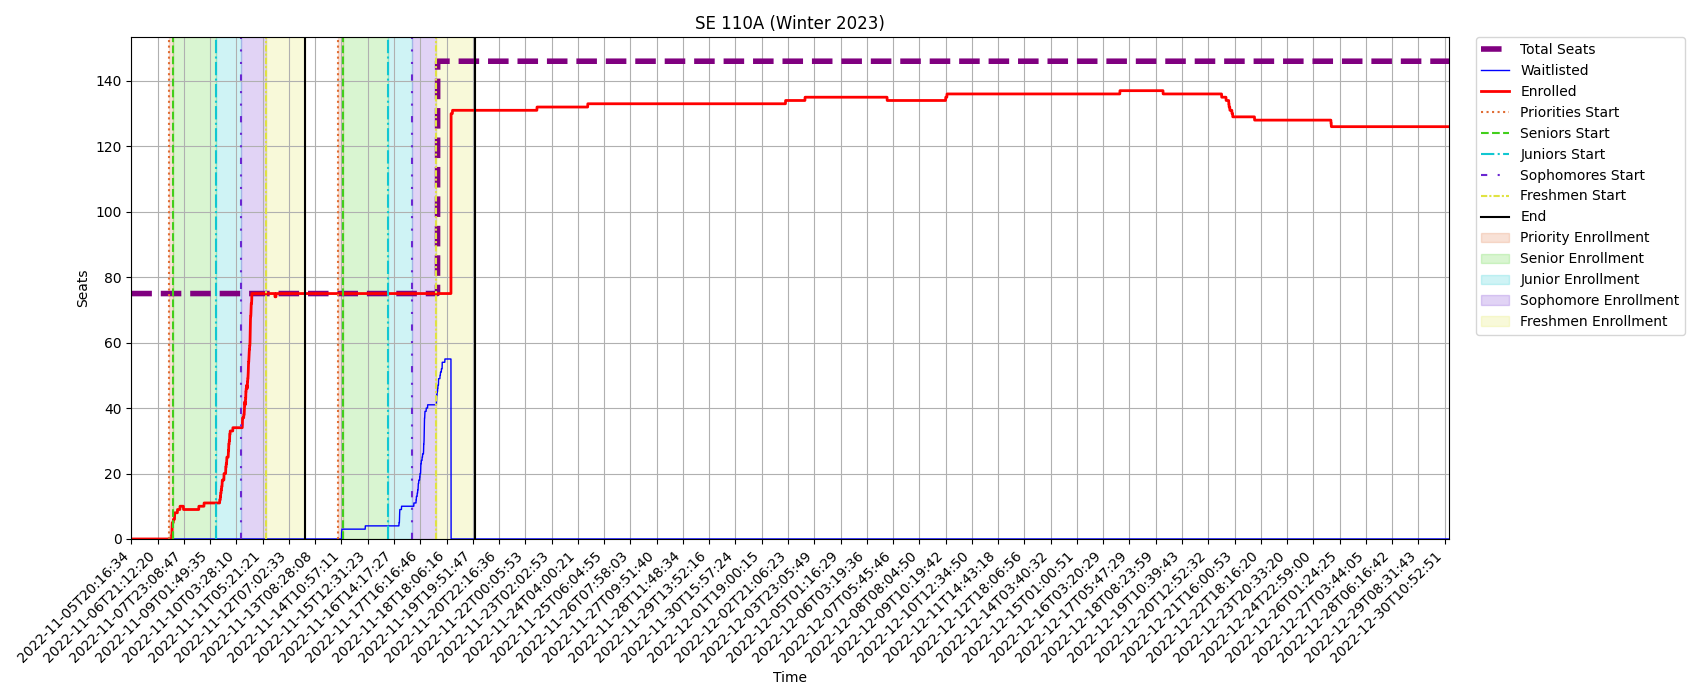 SE 110A (Winter 2023)
Seats
140
120
100
80
60
40
20
0
2022-11-05T20:16:34
2022-11-06T21:12:20
2022-11-07T23:08:47
2022-11-09T01:49:35
2022-11-10T03:28:10
2022-11-11T05:21:23
2022-11-12T07:02:33
2022-11-13T08:28:08
2022-11-14T10:57:11
2022-11-15T12:31:23
2022-11-16T14:17:27
2022-11-17T16:16:46
2022-11-18T18:06:16
2022-11-19T19:51:47
2022-11-20T22:16:36
2022-11-22T00:05:53
2022-11-23T02:02:53
2022-11-24T04:00:21
2022-11-25T06:04:55
2022-11-26T07:58:03
2022-11-27T09:51:40
2022-11-28T11:48:34
2022-11-29T13:52:16
2022-11-30T15:57:24
2022-12-01T19:00:15
2022-12-02T21:06:23
2022-12-03T23:05:49
2022-12-05T01:16:29
2022-12-06T03:19:36
2022-12-07T05:45:46
2022-12-08T08:04:50
2022-12-09T10:19:42
2022-12-10T12:34:50
2022-12-11T14:43:18
2022-12-12T18:06:56
2022-12-14T03:40:32
2022-12-15T01:00:51
2022-12-16T03:20:29
2022-12-17T05:47:29
2022-12-18T08:23:59
2022-12-19T10:39:43
2022-12-20T12:52:32
2022-12-21T16:00:53
2022-12-22T18:16:20
2022-12-23T20:33:20
2022-12-24T22:59:00
2022-12-26T01:24:25
2022-12-27T03:44:05
2022-12-28T06:16:42
2022-12-29T08:31:43
2022-12-30T10:52:51
Time
Total Seats
Waitlisted
Enrolled
Priorities Start
Seniors Start
Juniors Start
Sophomores Start
Freshmen Start
End
Priority Enrollment
Senior Enrollment
Junior Enrollment
Sophomore Enrollment
Freshmen Enrollment